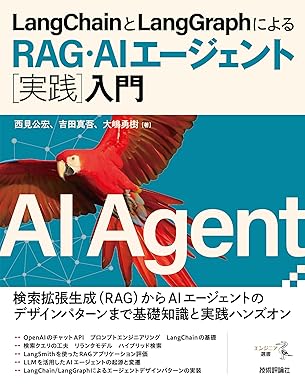 LangChainとLangGraphによる
RAG・AIエージェント
[実践]入門
西見公宏、吉田真吾、大嶋勇樹[著]
AI Agent
検索拡張生成(RAG)からAIエージェントの
デザインパターンまで基礎知識と実践ハンズオン
OpenAIのチャットAPI プロンプトエンジニアリング LangChainの基礎
検索クエリの工夫 リランクモデル ハイブリッド検索
LangSmithを使ったRAGアプリケーション評価
LLMを活用したAIエージェントの起源と変遷
LangChain/LangGraphによるエージェントデザインパターンの実装
エンジニア
選書
技術評論社